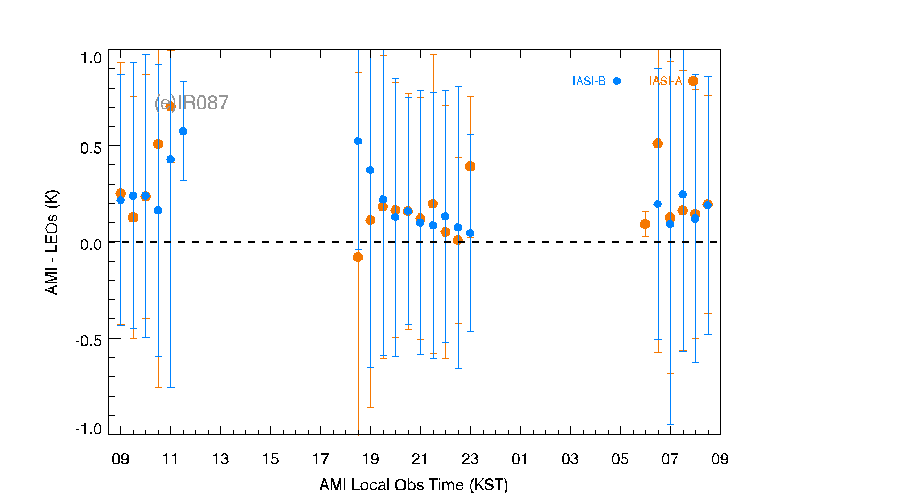 1.0
IASI-B
IASI-A
(e)IR087
0.5
AMI - LEOs (K)
0.0
-0.5
-1.0
09 11 13 15 17 19 21 23 01 03 05 07 09
AMI Local Obs Time (KST)